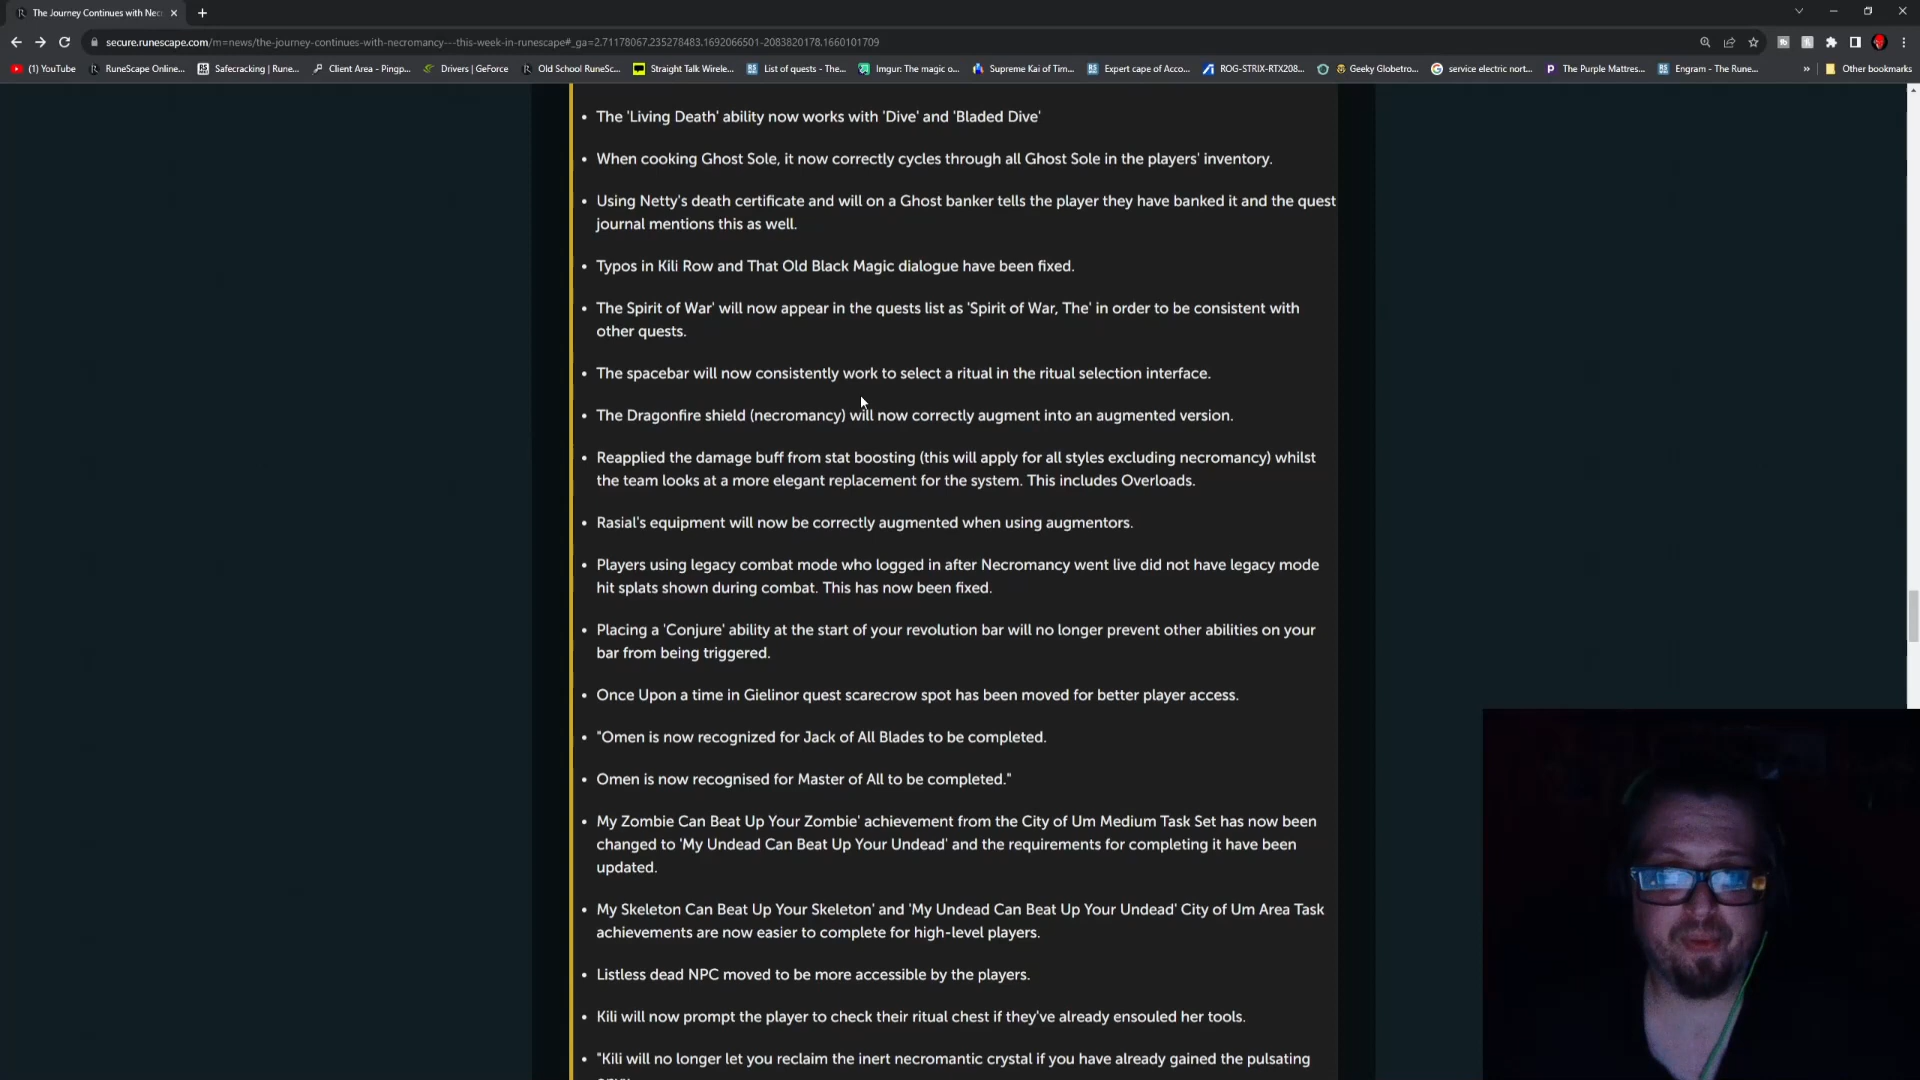 The Journey Continues with Nec
secure.runescape.com/m=news/the-journey-continues-with-necromancy---this-week-in-runescape#_ga=2.71178067.235278483.1692066501-2083820178.1660101709
(1) YouTube RuneScape Online... Safecracking | Rune... Client Area - Pingp... Drivers | GeForce Old School RuneSc... Straight Talk Wirele... List of quests - The... Imgur: The magic o... Supreme Kai of Tim... Expert cape of Acco... ROG-STRIX-RTX208... Geeky Globetro... service electric nort... The Purple Mattres... Engram - The Rune... » Other bookmarks
• The 'Living Death' ability now works with 'Dive' and 'Bladed Dive'
• When cooking Ghost Sole, it now correctly cycles through all Ghost Sole in the players' inventory.
• Using Netty's death certificate and will on a Ghost banker tells the player they have banked it and the quest
journal mentions this as well.
• Typos in Kili Row and That Old Black Magic dialogue have been fixed.
• The Spirit of War' will now appear in the quests list as 'Spirit of War, The' in order to be consistent with
other quests.
• The spacebar will now consistently work to select a ritual in the ritual selection interface.
• The Dragonfire shield (necromancy) will now correctly augment into an augmented version.
• Reapplied the damage buff from stat boosting (this will apply for all styles excluding necromancy) whilst
the team looks at a more elegant replacement for the system. This includes Overloads.
• Rasial's equipment will now be correctly augmented when using augmentors.
• Players using legacy combat mode who logged in after Necromancy went live did not have legacy mode
hit splats shown during combat. This has now been fixed.
• Placing a 'Conjure' ability at the start of your revolution bar will no longer prevent other abilities on your
bar from being triggered.
• Once Upon a time in Gielinor quest scarecrow spot has been moved for better player access.
• "Omen is now recognized for Jack of All Blades to be completed.
• Omen is now recognised for Master of All to be completed."
• My Zombie Can Beat Up Your Zombie' achievement from the City of Um Medium Task Set has now been
changed to 'My Undead Can Beat Up Your Undead' and the requirements for completing it have been
updated.
• My Skeleton Can Beat Up Your Skeleton' and 'My Undead Can Beat Up Your Undead' City of Um Area Task
achievements are now easier to complete for high-level players.
• Listless dead NPC moved to be more accessible by the players.
• Kili will now prompt the player to check their ritual chest if they've already ensouled her tools.
• "Kili will no longer let you reclaim the inert necromantic crystal if you have already gained the pulsating